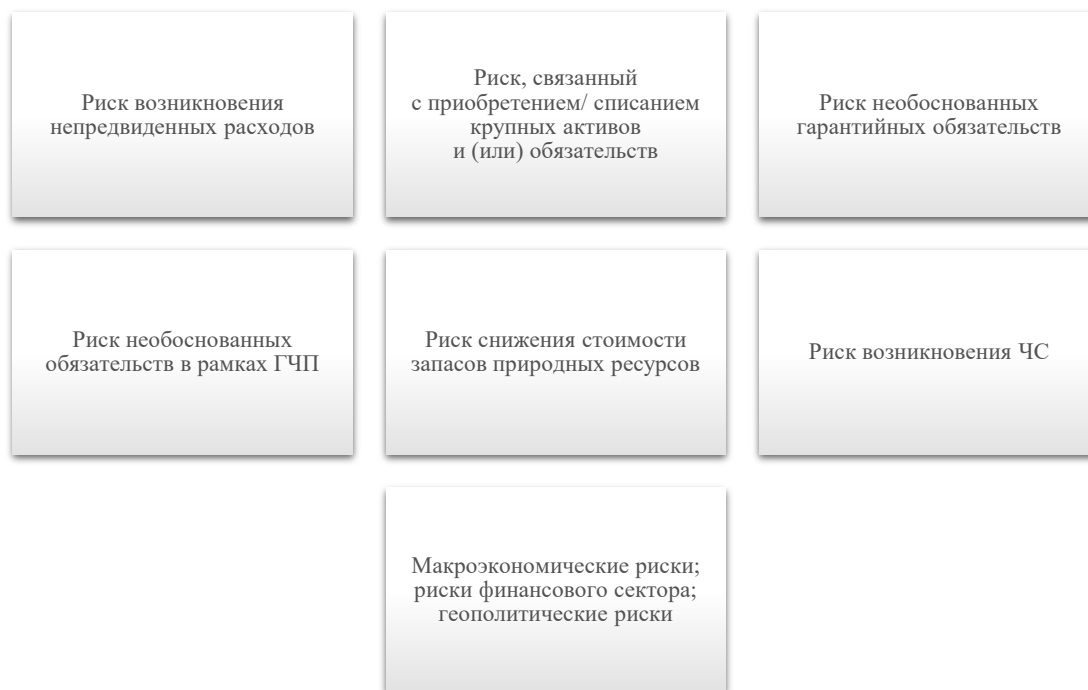 Риск возникновения
непредвиденных расходов
Риск, связанный
с приобретением/ списанием
крупных активов
и (или) обязательств
Риск необоснованных
гарантийных обязательств
Риск необоснованных
обязательств в рамках ГЧП
Риск снижения стоимости
запасов природных ресурсов
Риск возникновения ЧС
Макроэкономические риски;
риски финансового сектора;
геополитические риски